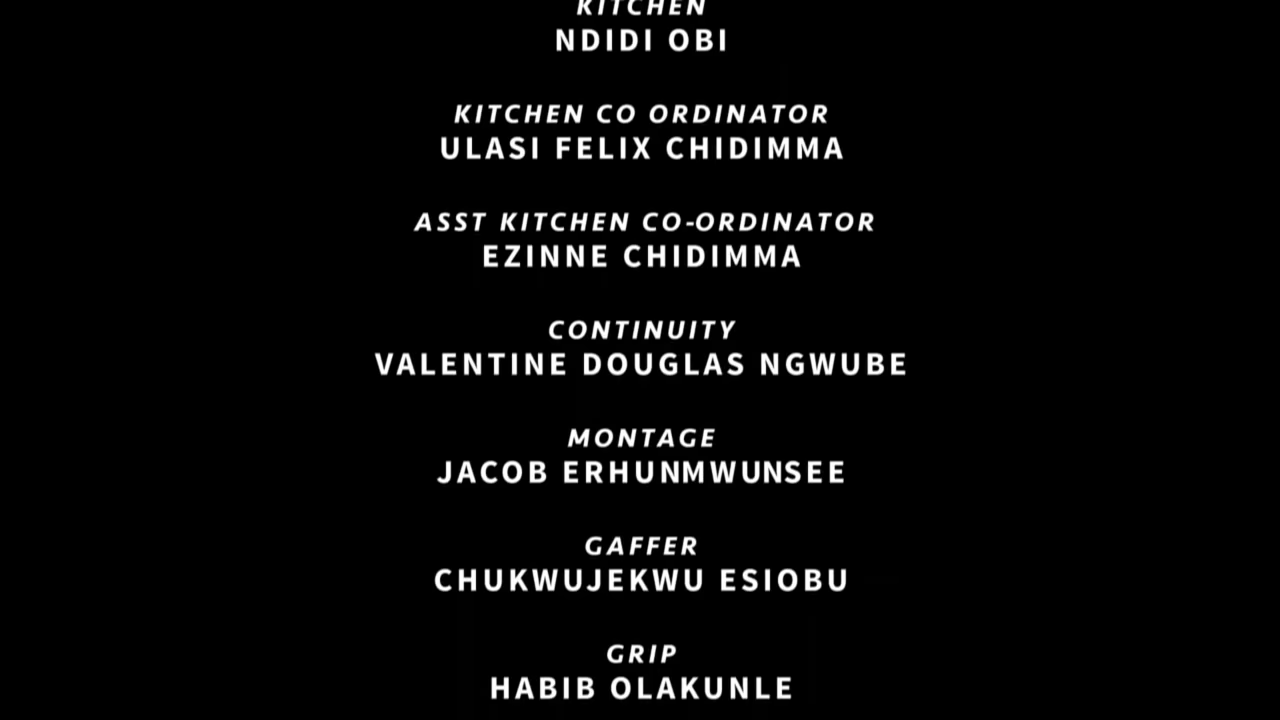 KITCHEN
NDIDI OBI
KITCHEN CO ORDINATOR
ULASI FELIX CHIDIMMA
ASST KITCHEN CO-ORDINATOR
EZINNE CHIDIMMA
CONTINUITY
VALENTINE DOUGLAS NGWUBE
MONTAGE
JACOB ERHUNMWUNSEE
GAFFER
CHUKWUJEKWU ESIOBU
GRIP
HABIB OLAKUNLE